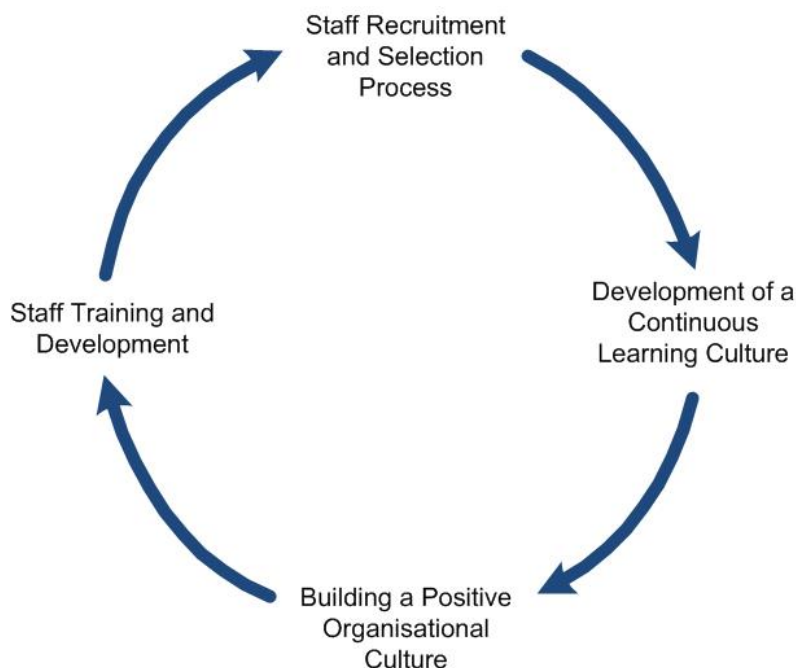 Staff Recruitment
and Selection
Process
Development of a
Continuous
Learning Culture
Building a Positive
Organisational
Culture
Staff Training and
Development